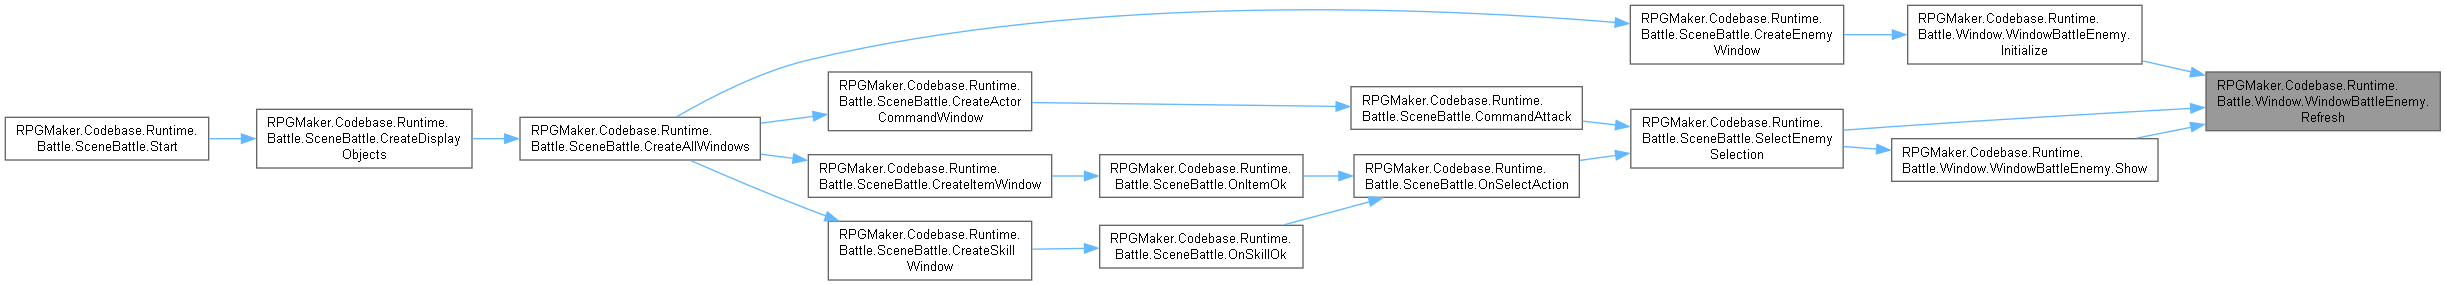 RPGMaker.Codebase.Runtime.
Battle.SceneBattle.Start
RPGMaker.Codebase.Runtime.
Battle.SceneBattle.CreateDisplay
Objects
RPGMaker.Codebase.Runtime.
Battle.SceneBattle.CreateAllWindows
RPGMaker.Codebase.Runtime.
Battle.SceneBattle.CreateActor
CommandWindow
RPGMaker.Codebase.Runtime.
Battle.SceneBattle.CreateItemWindow
RPGMaker.Codebase.Runtime.
Battle.SceneBattle.CreateSkill
Window
RPGMaker.Codebase.Runtime.
Battle.SceneBattle.OnItemOk
RPGMaker.Codebase.Runtime.
Battle.SceneBattle.OnSkillOk
RPGMaker.Codebase.Runtime.
Battle.SceneBattle.CommandAttack
RPGMaker.Codebase.Runtime.
Battle.SceneBattle.OnSelectAction
RPGMaker.Codebase.Runtime.
Battle.SceneBattle.CreateEnemy
Window
RPGMaker.Codebase.Runtime.
Battle.SceneBattle.SelectEnemy
Selection
RPGMaker.Codebase.Runtime.
Battle.Window.WindowBattleEnemy.
Initialize
RPGMaker.Codebase.Runtime.
Battle.Window.WindowBattleEnemy.Show
RPGMaker.Codebase.Runtime.
Battle.Window.WindowBattleEnemy.
Refresh